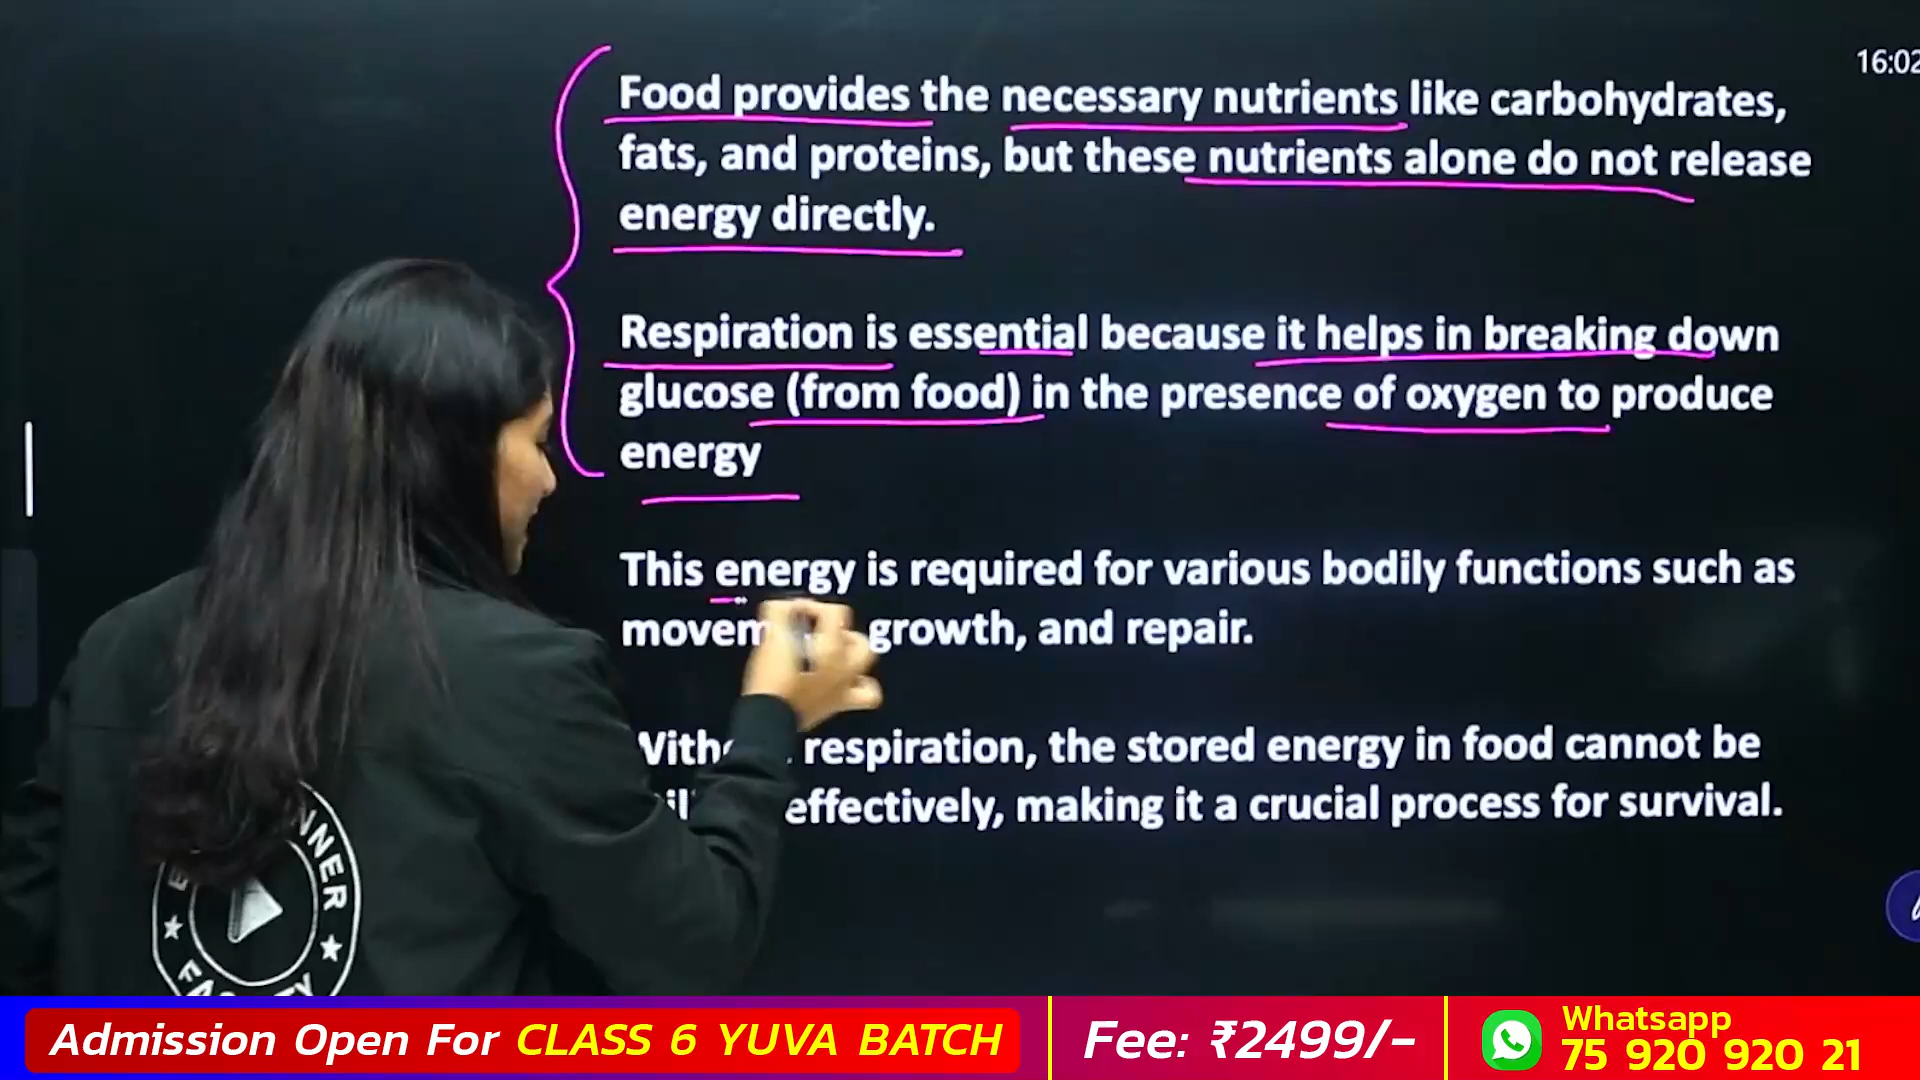 16:02
Food provides the necessary nutrients like carbohydrates,
fats, and proteins, but these nutrients alone do not release
energy directly.
Respiration is essential because it helps in breaking down
glucose (from food) in the presence of oxygen to produce
energy
This energy is required for various bodily functions such as
growth, and repair.
respiration, the stored energy in food cannot be
effectively, making it a crucial process for survival.
Admission Open For CLASS 6 YUVA BATCH
Fee: ₹2499/-
Whatsapp
75 920 920 21